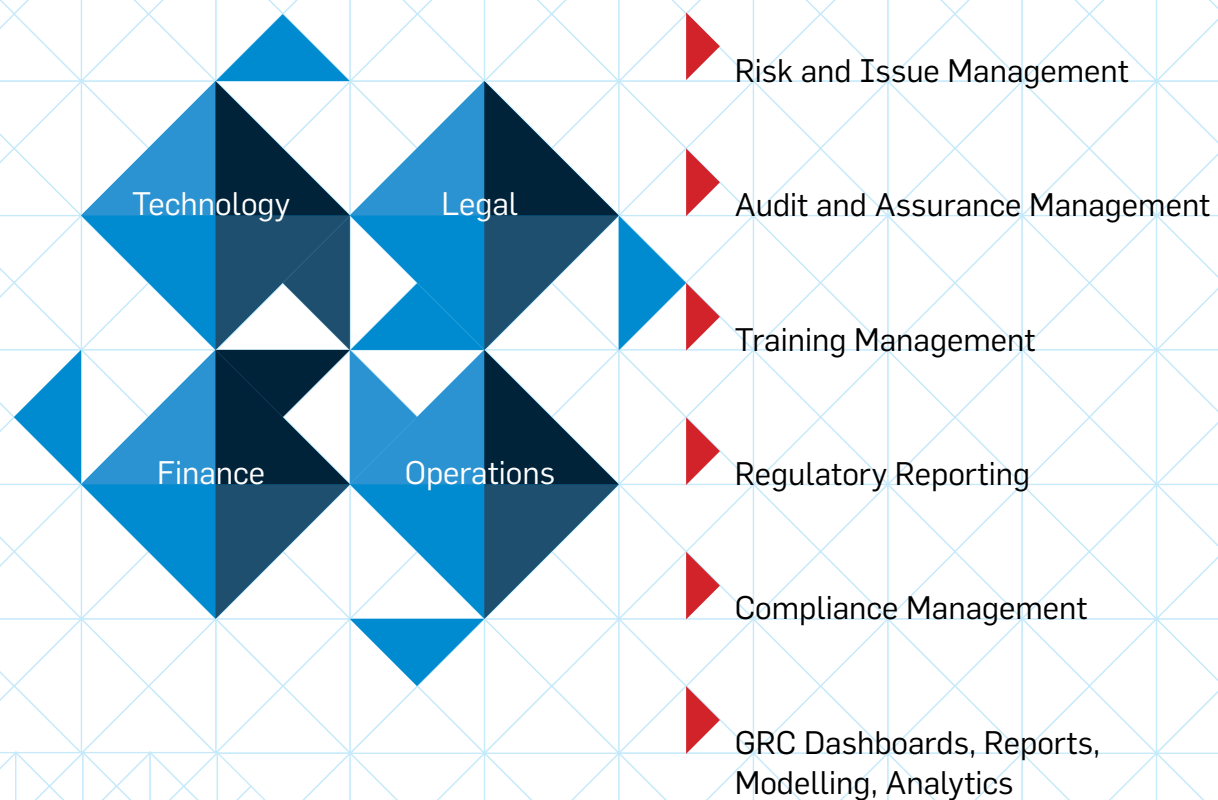 Technology
Legal
Finance
Operations
Risk and Issue Management
Audit and Assurance Management
Training Management
Regulatory Reporting
Compliance Management
GRC Dashboards, Reports,
Modelling, Analytics